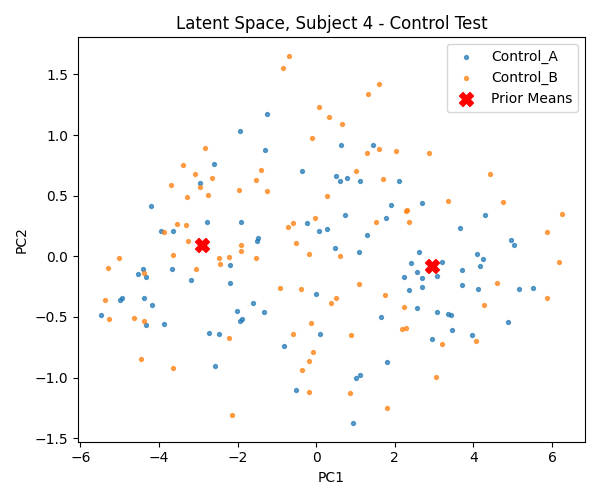 Latent Space, Subject 4 - Control Test
Control_A
Control_B
Prior Means
1.5
1.0
0.5
0.0
−0.5
−1.0
−1.5
PC2
−6 −4 −2 0 2 4 6
PC1